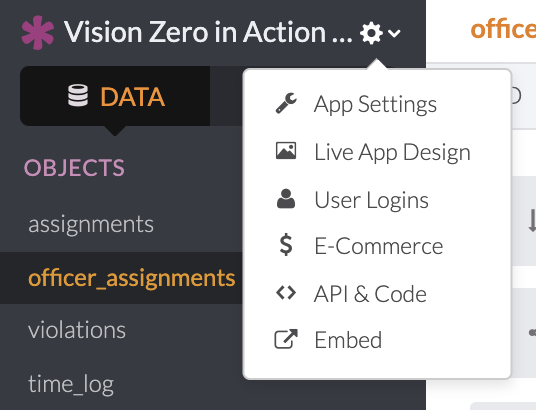 Vision Zero in Action ...
DATA
OBJECTS
assignments
officer_assignments
violations
time_log
App Settings
Live App Design
User Logins
E-Commerce
API & Code
Embed
office